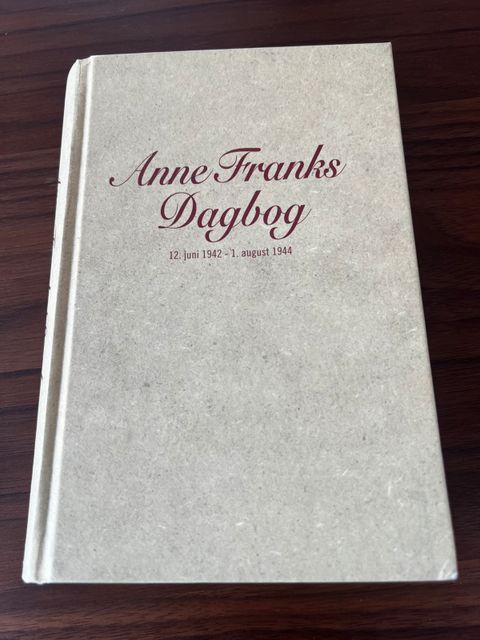 Anne Franks
Dagbog
12. juni 1942 - 1. august 1944